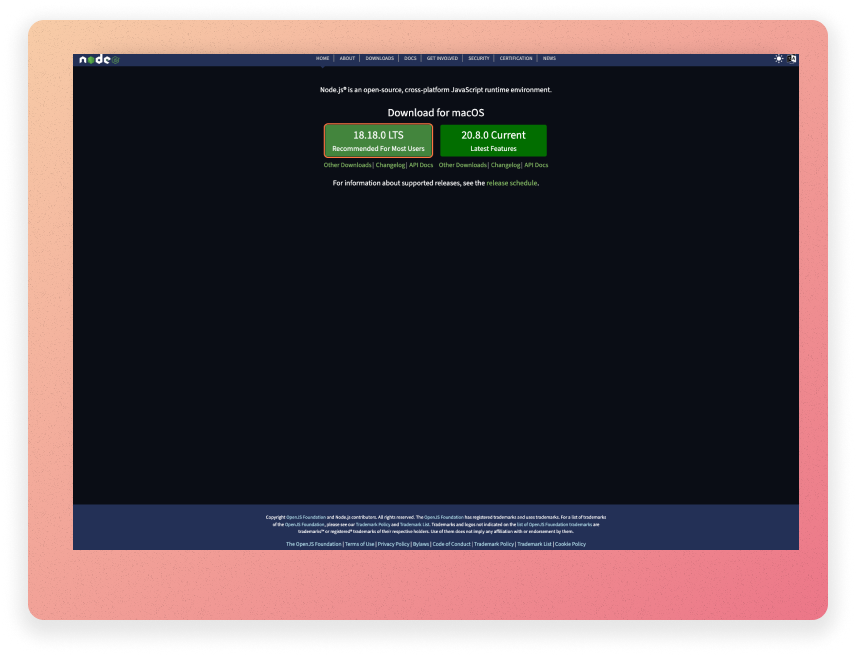 node
HOME | ABOUT | DOWNLOADS | DOCS | GET INVOLVED | SECURITY | CERTIFICATION | NEWS
Node.js® is an open-source, cross-platform JavaScript runtime environment.
Download for macOS
18.18.0 LTS
Recommended For Most Users
20.8.0 Current
Latest Features
Other Downloads | Changelog | API Docs
Other Downloads | Changelog | API Docs
For information about supported releases, see the release schedule.
Copyright OpenJS Foundation and Node.js contributors. All rights reserved. The OpenJS Foundation has registered trademarks and uses trademarks. For a list of trademarks
of the OpenJS Foundation, please see our Trademark Policy and Trademark List. Trademarks and logos not indicated on the list of OpenJS Foundation trademarks are
trademarks™ or registered® trademarks of their respective holders. Use of them does not imply any affiliation with or endorsement by them.
The OpenJS Foundation | Terms of Use | Privacy Policy | Bylaws | Code of Conduct | Trademark Policy | Trademark List | Cookie Policy